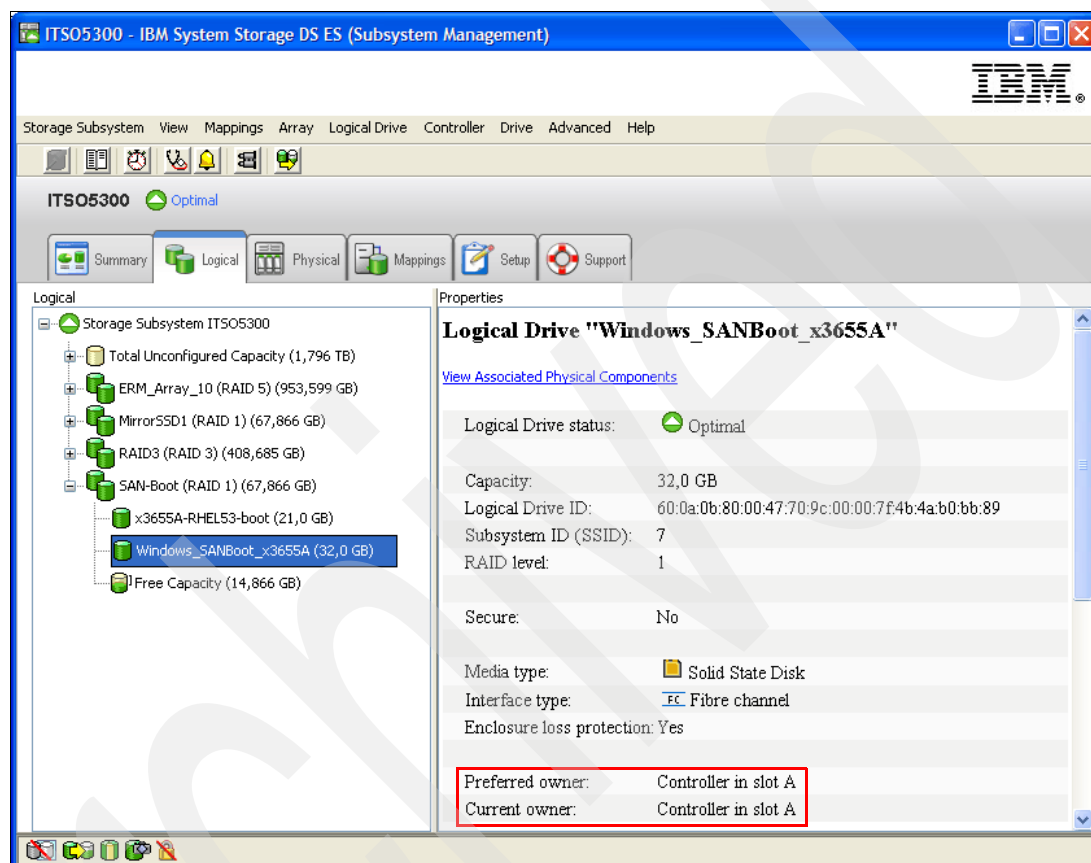 ITSO5300 - IBM System Storage DS ES (Subsystem Management)
IBM®
Storage Subsystem View Mappings Array Logical Drive Controller Drive Advanced Help
ITSO5300 Optimal
Summary Logical Physical Mappings Setup Support
Logical
Storage Subsystem ITSO5300
Total Unconfigured Capacity (1,796 TB)
ERM_Array_10 (RAID 5) (953,599 GB)
MirrorSSD1 (RAID 1) (67,866 GB)
RAID3 (RAID 3) (408,685 GB)
SAN-Boot (RAID 1) (67,866 GB)
x3655A-RHEL53-boot (21,0 GB)
Windows_SANBoot_x3655A (32,0 GB)
Free Capacity (14,866 GB)
Properties
Logical Drive "Windows_SANBoot_x3655A"
View Associated Physical Components
Logical Drive status: Optimal
Capacity: 32,0 GB
Logical Drive ID: 60:0a:0b:80:00:47:70:9c:00:00:7f:4b:4a:b0:bb:89
Subsystem ID (SSID): 7
RAID level: 1
Secure: No
Media type: Solid State Disk
Interface type: FC Fibre channel
Enclosure loss protection: Yes
Preferred owner: Controller in slot A
Current owner: Controller in slot A